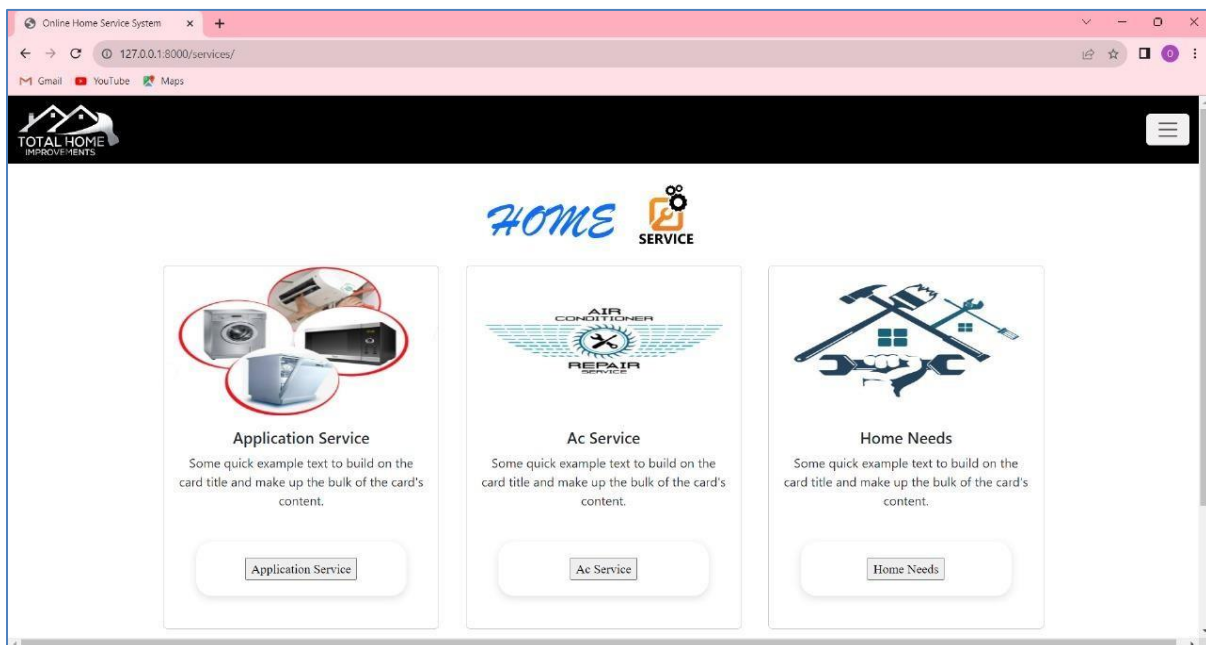 Online Home Service System
127.0.0.1:8000/services/
Gmail YouTube Maps
TOTAL HOME
IMPROVEMENTS
HOME
SERVICE
AIR
CONDITIONER
REPAIR
SERVICE
Application Service
Some quick example text to build on the
card title and make up the bulk of the card's
content.
Application Service
Ac Service
Some quick example text to build on the
card title and make up the bulk of the card's
content.
Ac Service
Home Needs
Some quick example text to build on the
card title and make up the bulk of the card's
content.
Home Needs